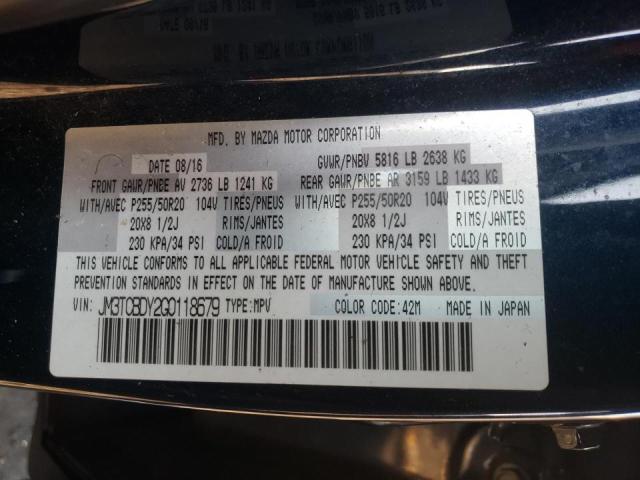 MFD. BY MAZDA MOTOR CORPORATION
DATE 08/16 GVWR/PNBV 5816 LB 2638 KG
FRONT GAWR/PNBE AV 2736 LB 1241 KG REAR GAWR/PNBE AR 3159 LB 1433 KG
WITH/AVEC P255/50R20 104V TIRES/PNEUS WITH/AVEC P255/50R20 104V TIRES/PNEUS
20X8 1/2J RIMS/JANTES 20X8 1/2J RIMS/JANTES
230 KPA/34 PSI COLD/A FROID 230 KPA/34 PSI COLD/A FROID
THIS VEHICLE CONFORMS TO ALL APPLICABLE FEDERAL MOTOR VEHICLE SAFETY AND THEFT
PREVENTION STANDARDS IN EFFECT ON THE DATE OF MANUFACTURE SHOWN ABOVE.
VIN: JM3TCBDY2G0118679 TYPE:MPV COLOR CODE:42M MADE IN JAPAN